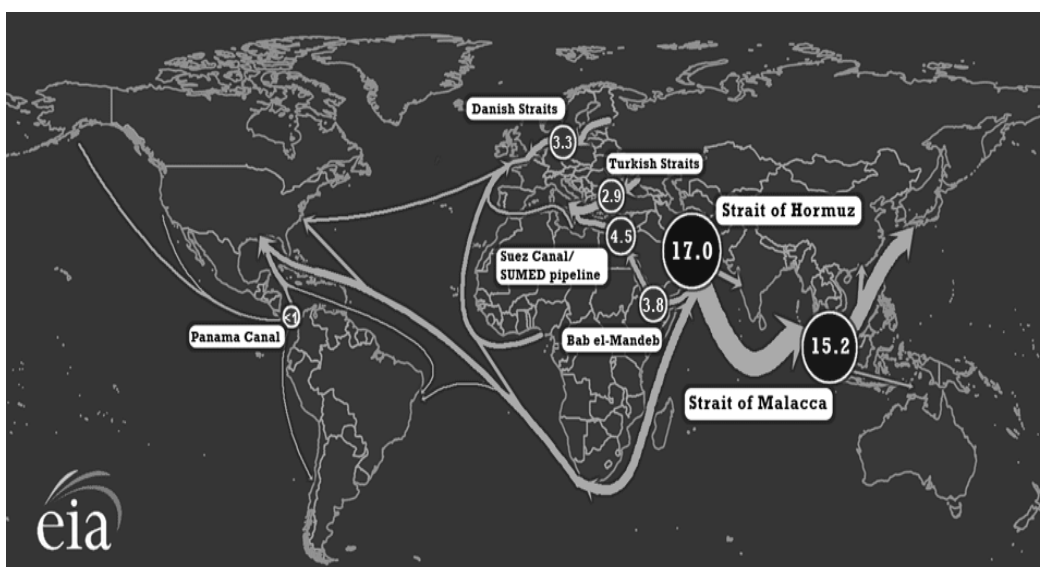 Danish Straits
3.3
Turkish Straits
2.9
Strait of Hormuz
17.0
4.5
Suez Canal/
SUMED pipeline
3.8
<1
Panama Canal
Bab el-Mandeb
15.2
Strait of Malacca
eia